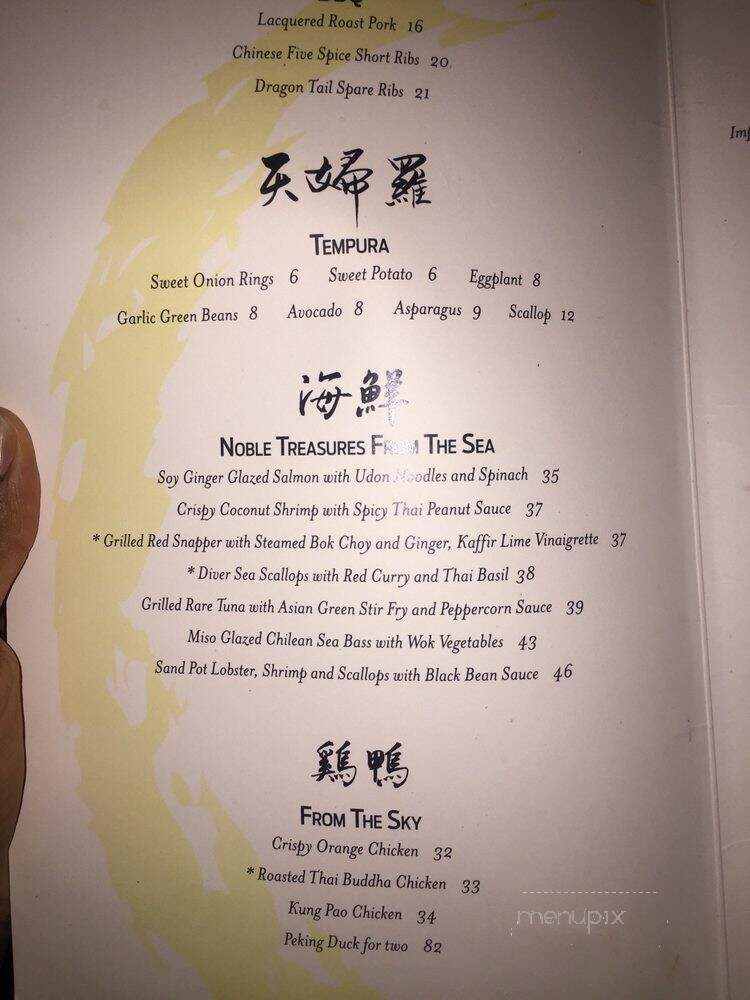 Lacquered Roast Pork 16
Chinese Five Spice Short Ribs 20
Dragon Tail Spare Ribs 21
天婦羅
TEMPURA
Sweet Onion Rings 6 Sweet Potato 6 Eggplant 8
Garlic Green Beans 8 Avocado 8 Asparagus 9 Scallop 12
海鮮
NOBLE TREASURES FROM THE SEA
Soy Ginger Glazed Salmon with Udon Noodles and Spinach 35
Crispy Coconut Shrimp with Spicy Thai Peanut Sauce 37
* Grilled Red Snapper with Steamed Bok Choy and Ginger, Kaffir Lime Vinaigrette 37
* Diver Sea Scallops with Red Curry and Thai Basil 38
Grilled Rare Tuna with Asian Green Stir Fry and Peppercorn Sauce 39
Miso Glazed Chilean Sea Bass with Wok Vegetables 43
Sand Pot Lobster, Shrimp and Scallops with Black Bean Sauce 46
鷄鴨
FROM THE SKY
Crispy Orange Chicken 32
* Roasted Thai Buddha Chicken 33
Kung Pao Chicken 34
Peking Duck for two 82
menupix